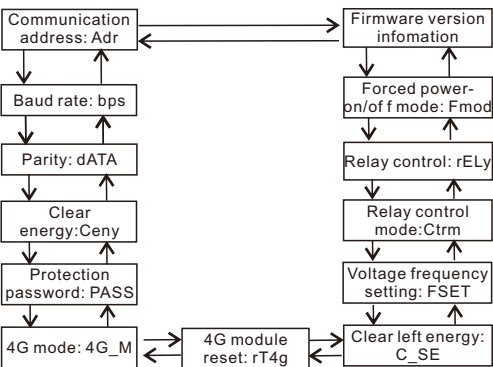 Communication
address: Adr
Baud rate: bps
Parity: dATA
Clear
energy:Ceny
Protection
password: PASS
4G mode: 4G_M
4G module
reset: rT4g
Clear left energy:
C_SE
Voltage frequency
setting: FSET
Relay control
mode:Ctrm
Relay control: rELy
Forced power-
on/of f mode: Fmod
Firmware version
infomation